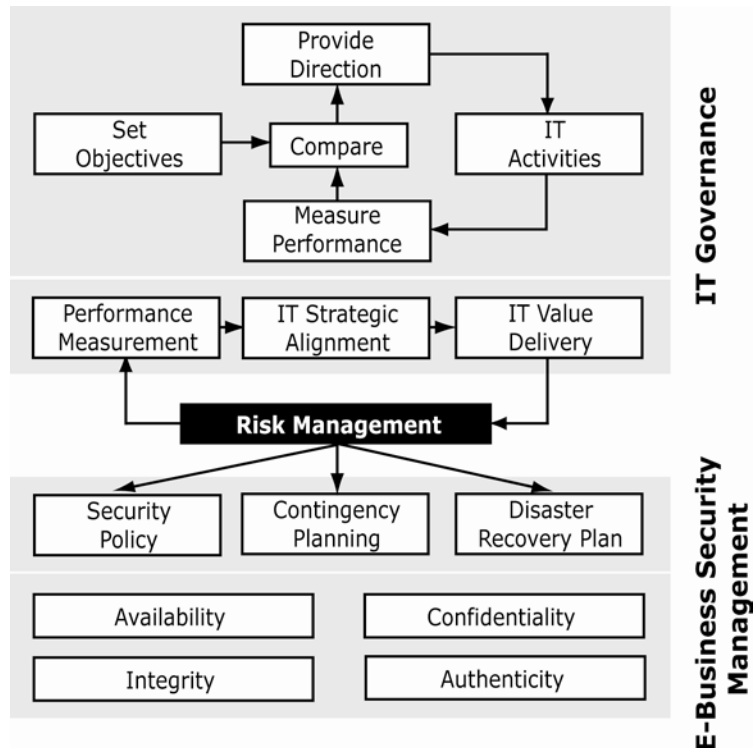 Provide
Direction
Set
Objectives
Compare
IT
Activities
Measure
Performance
IT Governance
Performance
Measurement
IT Strategic
Alignment
IT Value
Delivery
Risk Management
Security
Policy
Contingency
Planning
Disaster
Recovery Plan
E-Business Security
Management
Availability
Confidentiality
Integrity
Authenticity